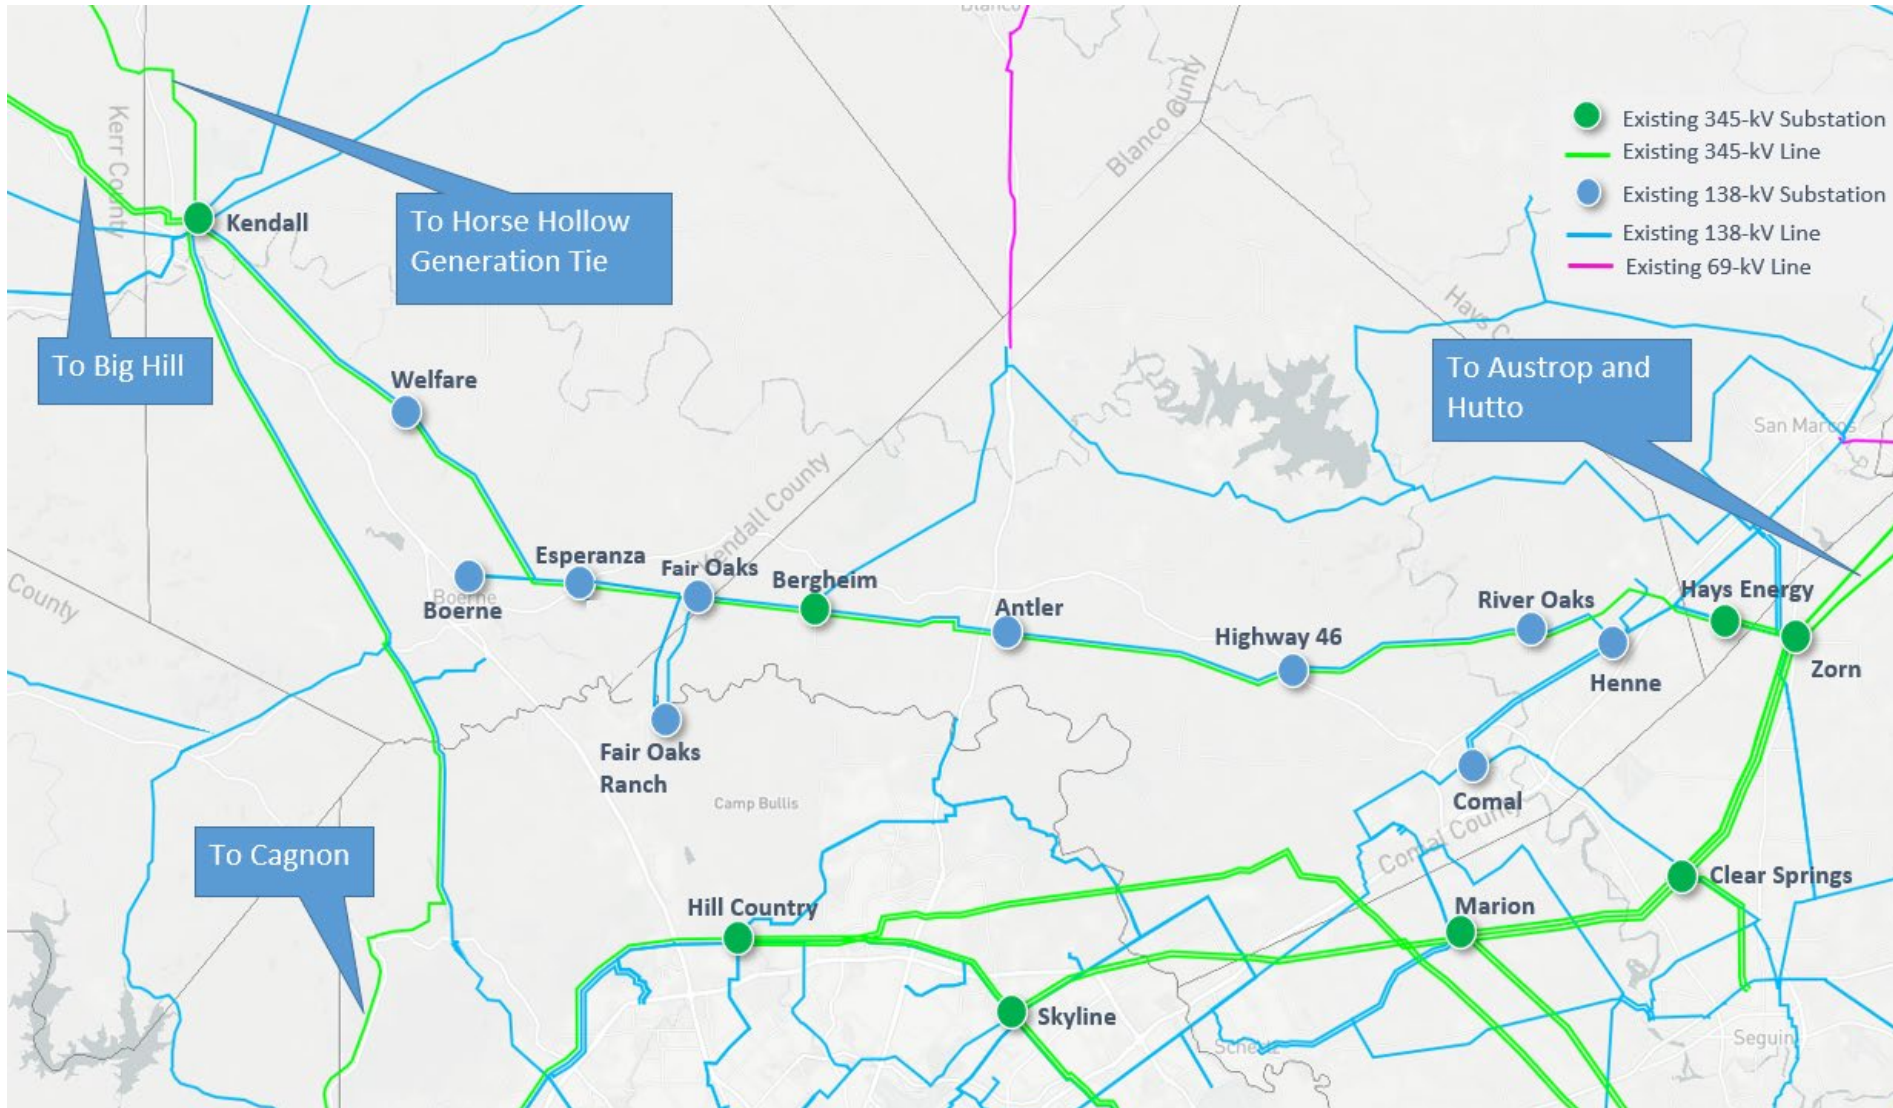 Blanco
Kerr County
Blanco County
Existing 345-kV Substation
Existing 345-kV Line
Existing 138-kV Substation
Existing 138-kV Line
Existing 69-kV Line
To Horse Hollow
Generation Tie
Kendall
To Big Hill
Hays C
To Austrop and
Hutto
Welfare
San Marcos
Kendall County
Esperanza
Fair Oaks
Bergheim
Boerne
Boerne
County
Antler
Highway 46
River Oaks
Hays Energy
Henne
Zorn
Fair Oaks
Ranch
Camp Bullis
Comal
Comal County
To Cagnon
Hill Country
Marion
Clear Springs
Skyline
Schertz
Seguin